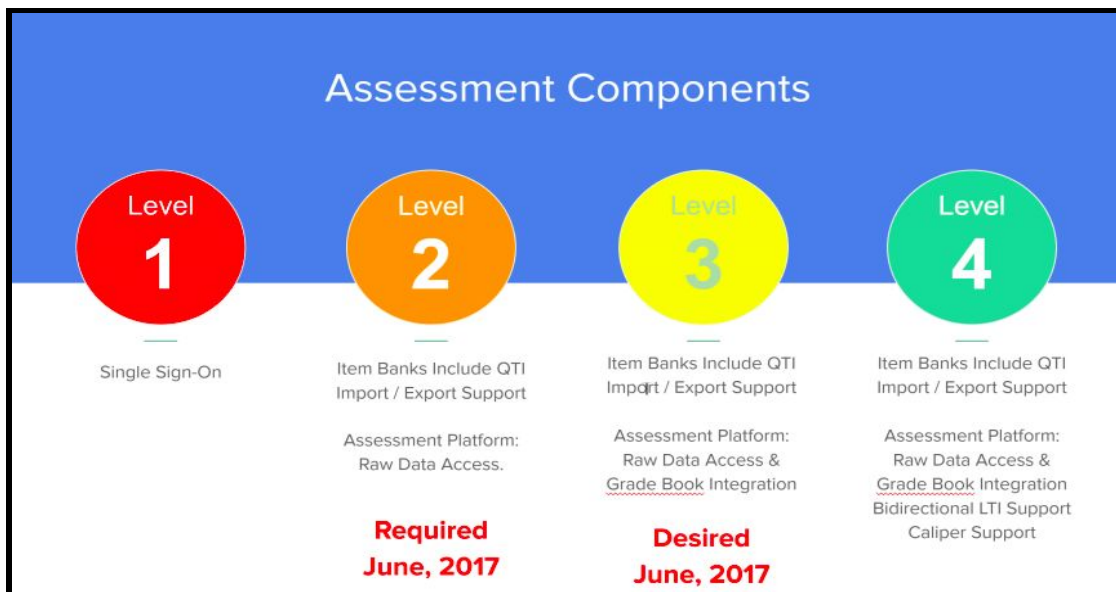 Assessment Components
Level
1
Single Sign-On
Level
2
Item Banks Include QTI
Import / Export Support
Assessment Platform:
Raw Data Access.
Required
June, 2017
Level
3
Item Banks Include QTI
Import / Export Support
Assessment Platform:
Raw Data Access &
Grade Book Integration
Desired
June, 2017
Level
4
Item Banks Include QTI
Import / Export Support
Assessment Platform:
Raw Data Access &
Grade Book Integration
Bidirectional LTI Support
Caliper Support